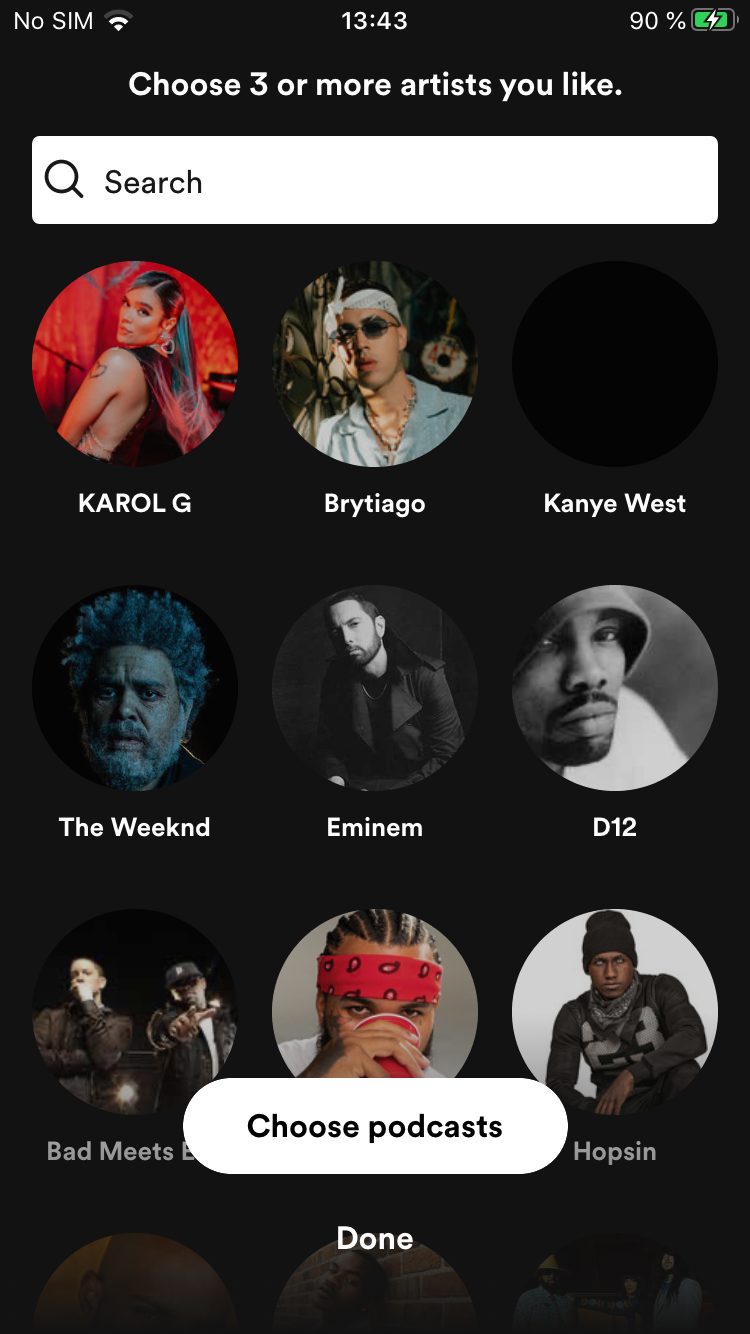 No SIM 13:43 90 %
Choose 3 or more artists you like.
Search
KAROL G Brytiago Kanye West
The Weeknd Eminem D12
Bad Meets Hopsin
Choose podcasts
Done